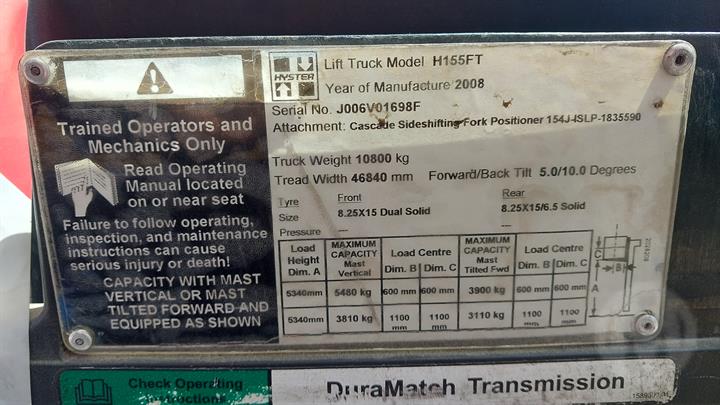 HYSTER
Lift Truck Model H155FT
Year of Manufacture 2008
Serial No. J006V01698F
Attachment: Cascade Sideshifting Fork Positioner 154J-ISLP-1835590
Truck Weight 10800 kg
Tread Width 46840 mm Forward/Back Tilt 5.0/10.0 Degrees
Tyre Front Rear
Size 8.25X15 Dual Solid 8.25X15/6.5 Solid
Pressure --- ---
Load Height Dim. A MAXIMUM CAPACITY Mast Vertical Load Centre Dim. B Dim. C MAXIMUM CAPACITY Mast Tilted Fwd Load Centre Dim. B Dim. C
5340mm 5480 kg 600 mm 600 mm 3900 kg 600 mm 600 mm
5340mm 3810 kg 1100 mm 1100 mm 3110 kg 1100 mm 1100 mm
C
B
A
Trained Operators and
Mechanics Only
Read Operating
Manual located
on or near seat
Failure to follow operating,
inspection, and maintenance
instructions can cause
serious injury or death!
CAPACITY WITH MAST
VERTICAL OR MAST
TILTED FORWARD AND
EQUIPPED AS SHOWN
Check Operating
Instructions
DuraMatch Transmission